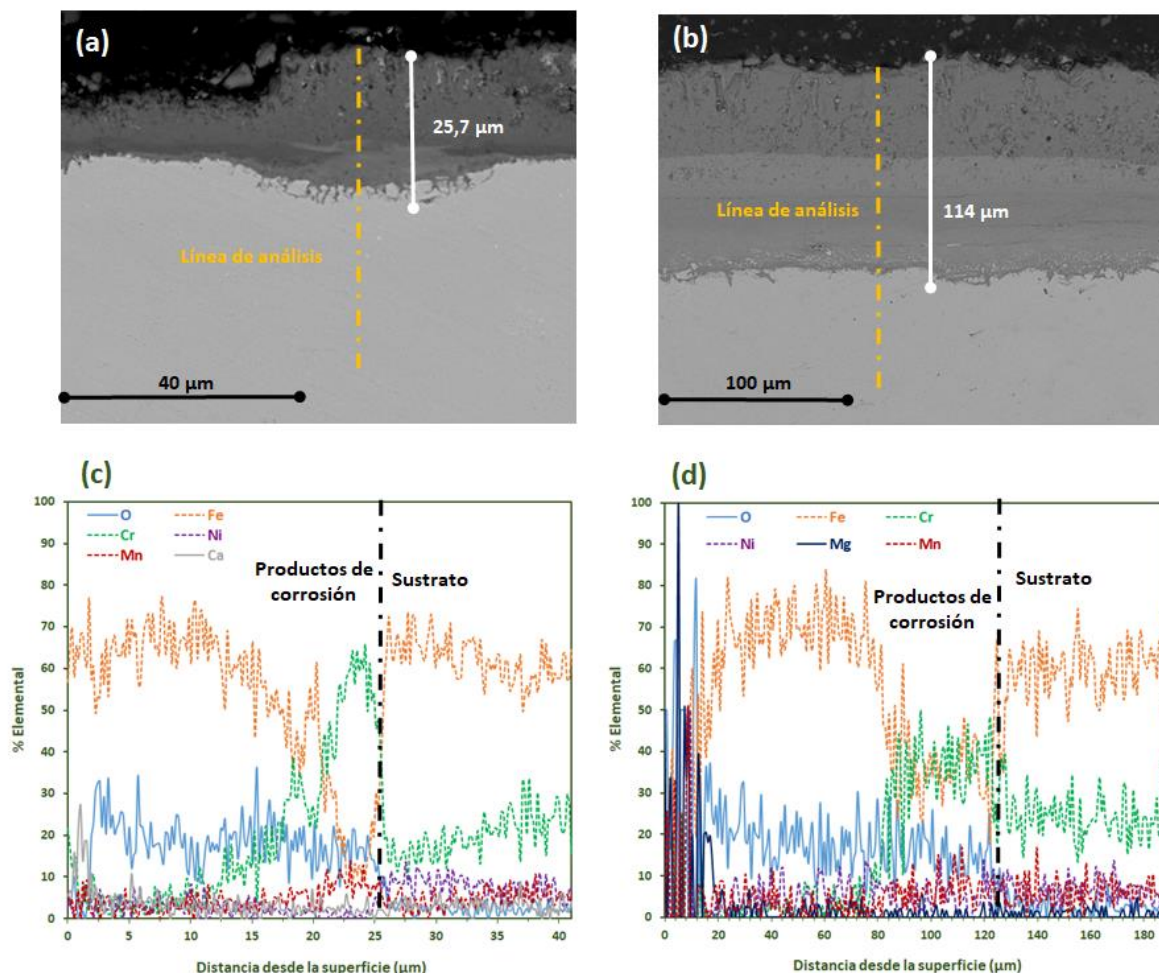 (a)
25,7 µm
Línea de análisis
40 µm
(b)
Línea de análisis
114 µm
100 µm
(c)
100
90
80
70
60
50
40
30
20
10
0
% Elemental
O
Fe
Cr
Ni
Mn
Ca
Productos de
corrosión
Sustrato
0
5
10
15
20
25
30
35
40
Distancia desde la superficie (µm)
(d)
100
90
80
70
60
50
40
30
20
10
0
% Elemental
O
Fe
Cr
Ni
Mg
Mn
Productos de
corrosión
Sustrato
0
20
40
60
80
100
120
140
160
180
Distancia desde la superficie (µm)